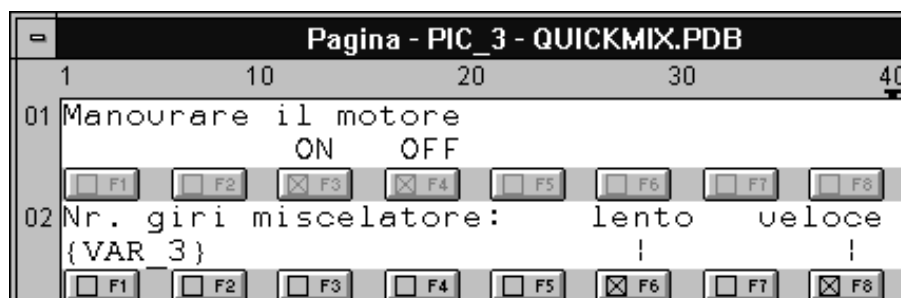 Pagina - PIC_3 - QUICKMIX.PDB
1 10 20 30 40
01 Manourare il motore
ON OFF
F1 F2 F3 F4 F5 F6 F7 F8
02 Nr. giri miscelatore: lento veloce
{VAR_3} ¦ ¦
F1 F2 F3 F4 F5 F6 F7 F8